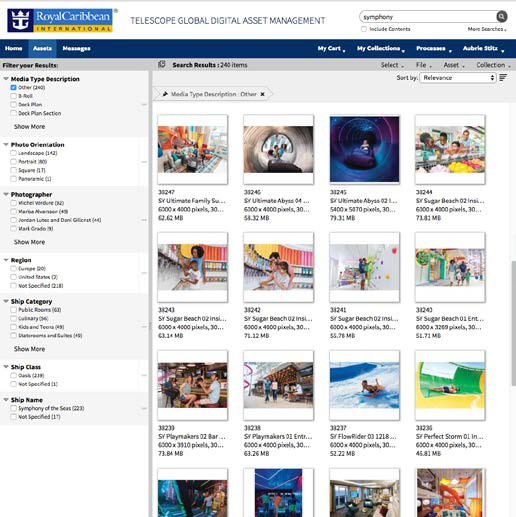 RoyalCaribbean®
INTERNATIONAL
TELESCOPE GLOBAL DIGITAL ASSET MANAGEMENT
symphony
Include Contents
More Searches
Home Assets Messages
My Cart My Collections Processes Aubrie Stitz
Filter your Results:
Search Results : 240 items
Select File Asset Collection
Sort by: Relevance
Media Type Description : Other
Media Type Description
Other (240)
B-Roll
Deck Plan
Deck Plan Section
Show More
Photo Orientation
Landscape (142)
Portrait (80)
Square (17)
Panoramic (1)
Photographer
Michel Verdure (92)
Marisa Alvarsson (49)
Jordan Lutes and Dani Gilcreat (44)
Mark Grado (9)
Show More
Region
Europe (20)
United States (2)
Not Specified (218)
Ship Category
Public Rooms (63)
Culinary (56)
Kids and Teens (49)
Staterooms and Suites (49)
Show More
Ship Class
Oasis (239)
Not Specified (1)
Ship Name
Symphony of the Seas (223)
Not Specified (17)
38247
SY Ultimate Family Su...
6000 x 4000 pixels, 30...
62.62 MB
38246
SY Ultimate Abyss 04 ...
6000 x 4000 pixels, 30...
58.32 MB
38245
SY Ultimate Abyss 02 I...
5400 x 5070 pixels, 30...
79.31 MB
38244
SY Sugar Beach 02 Insi...
6000 x 4000 pixels, 30...
73.81 MB
38243
SY Sugar Beach 02 Insi...
6000 x 4000 pixels, 30...
63.14 MB
38242
SY Sugar Beach 02 Insi...
6000 x 4000 pixels, 30...
71.12 MB
38241
SY Sugar Beach 02 Insi...
6000 x 4000 pixels, 30...
55.78 MB
38240
SY Sugar Beach 01 Ent...
6000 x 3269 pixels, 30...
51.71 MB
38239
SY Playmakers 02 Bar ...
6000 x 3910 pixels, 30...
73.84 MB
38238
SY Playmakers 01 Entr...
6000 x 4000 pixels, 30...
63.26 MB
38237
SY FlowRider 03 1218 ...
6000 x 4000 pixels, 30...
52.22 MB
38236
SY Perfect Storm 01 In...
6000 x 4000 pixels, 30...
46.81 MB